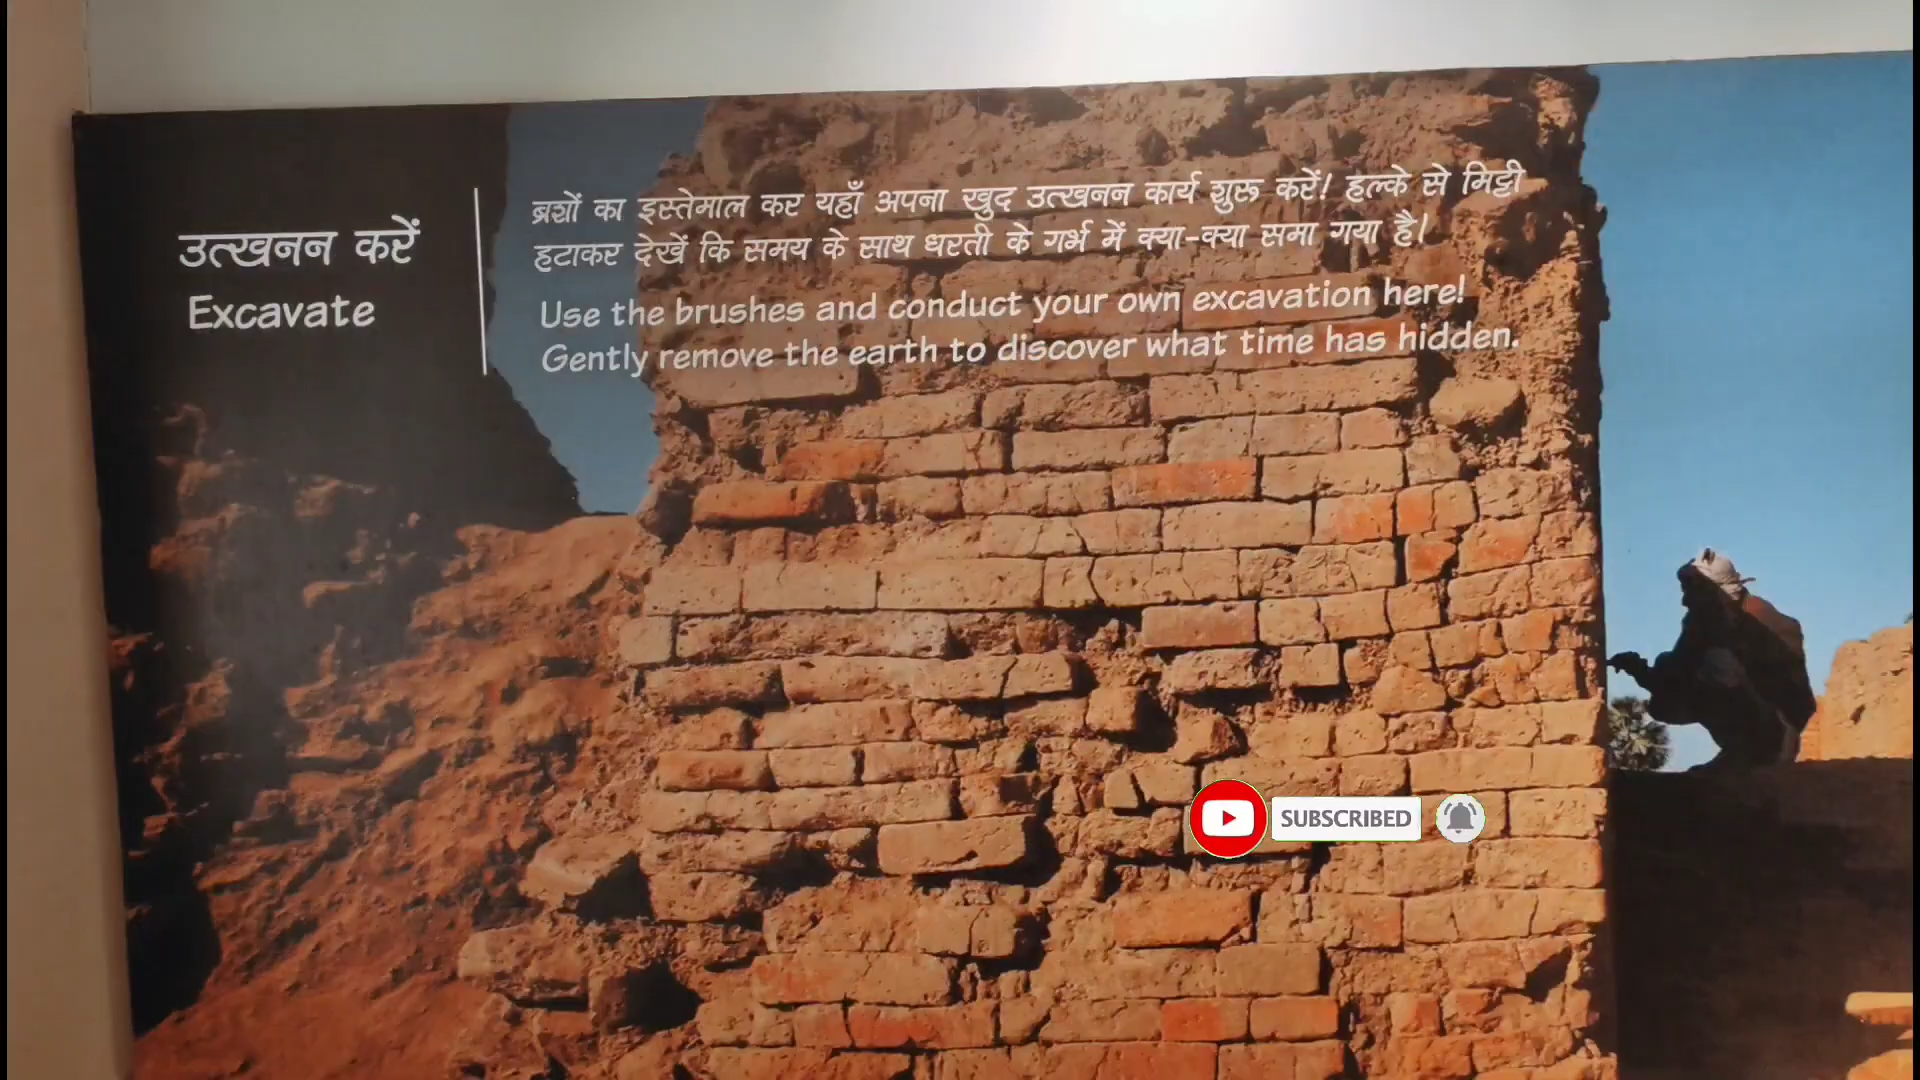 उत्खनन करें
Excavate
ब्रशों का इस्तेमाल कर यहाँ अपना खुद उत्खनन कार्य शुरू करें! हल्के से मिट्टी
हटाकर देखें कि समय के साथ धरती के गर्भ में क्या-क्या समा गया है।
Use the brushes and conduct your own excavation here!
Gently remove the earth to discover what time has hidden.
SUBSCRIBED